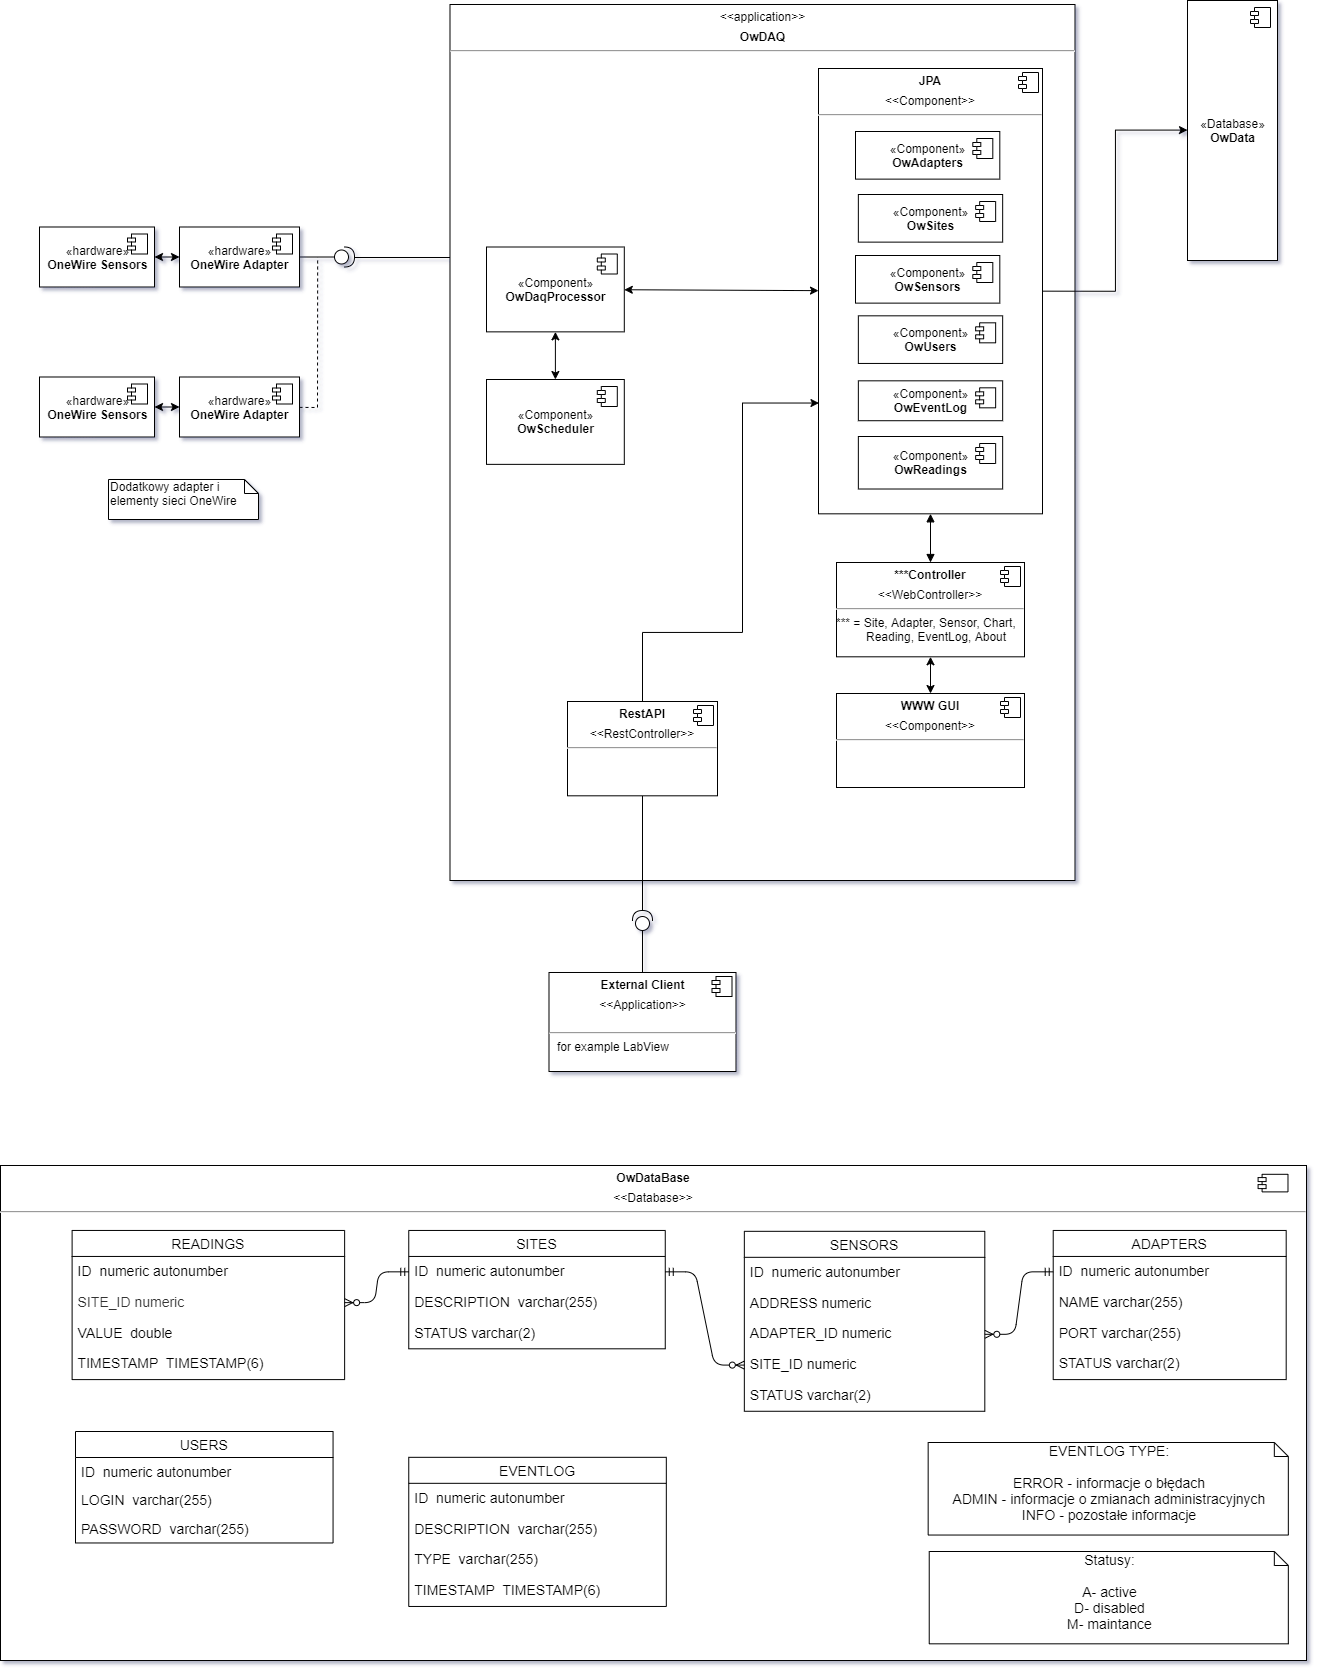 <<application>>
OwDAQ
JPA
<<Component>>
«Component»
OwAdapters
«Component»
OwSites
«Component»
OwSensors
«Component»
OwUsers
«Component»
OwEventLog
«Component»
OwReadings
«Database»
OwData
«hardware»
OneWire Sensors
«hardware»
OneWire Adapter
«Component»
OwDaqProcessor
«hardware»
OneWire Sensors
«hardware»
OneWire Adapter
«Component»
OwScheduler
Dodatkowy adapter i
elementy sieci OneWire
***Controller
<<WebController>>
*** = Site, Adapter, Sensor, Chart,
Reading, EventLog, About
WWW GUI
<<Component>>
RestAPI
<<RestController>>
External Client
<<Application>>
for example LabView
OwDataBase
<<Database>>
READINGS
ID numeric autonumber
SITE_ID numeric
VALUE double
TIMESTAMP TIMESTAMP(6)
SITES
ID numeric autonumber
DESCRIPTION varchar(255)
STATUS varchar(2)
SENSORS
ID numeric autonumber
ADDRESS numeric
ADAPTER_ID numeric
SITE_ID numeric
STATUS varchar(2)
ADAPTERS
ID numeric autonumber
NAME varchar(255)
PORT varchar(255)
STATUS varchar(2)
USERS
ID numeric autonumber
LOGIN varchar(255)
PASSWORD varchar(255)
EVENTLOG
ID numeric autonumber
DESCRIPTION varchar(255)
TYPE varchar(255)
TIMESTAMP TIMESTAMP(6)
EVENTLOG TYPE:
ERROR - informacje o błędach
ADMIN - informacje o zmianach administracyjnych
INFO - pozostałe informacje
Statusy:
A- active
D- disabled
M- maintance